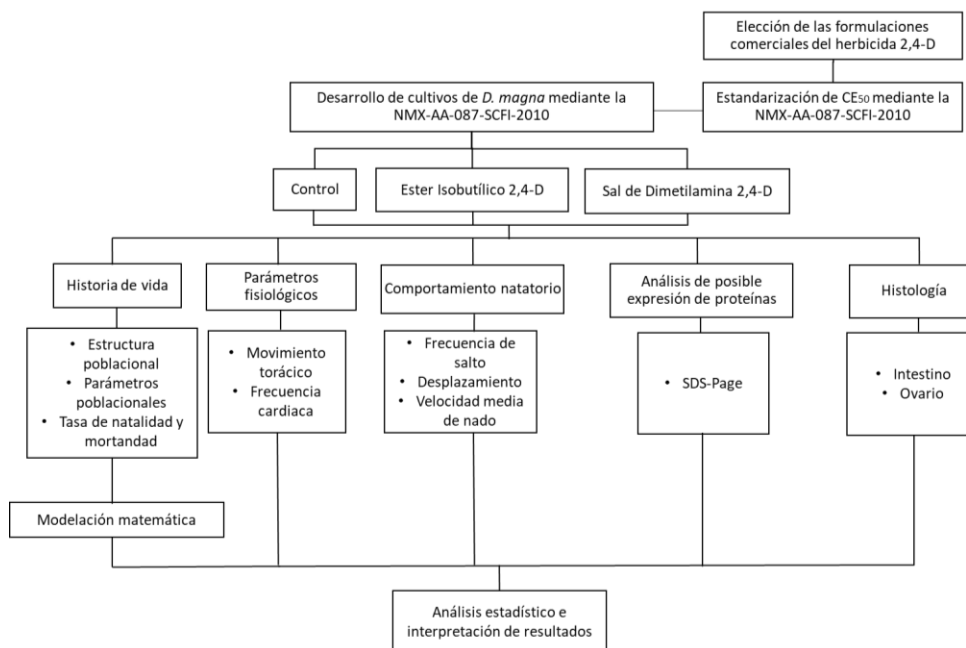 Elección de las formulaciones
comerciales del herbicida 2,4-D
Desarrollo de cultivos de D. magna mediante la
NMX-AA-087-SCFI-2010
Estandarización de CE50 mediante la
NMX-AA-087-SCFI-2010
Control
Ester Isobutílico 2,4-D
Sal de Dimetilamina 2,4-D
Historia de vida
Parámetros
fisiológicos
Comportamiento natatorio
Análisis de posible
expresión de proteínas
Histología
• Estructura
poblacional
• Parámetros
poblacionales
• Tasa de natalidad y
mortandad
• Movimiento
torácico
• Frecuencia
cardiaca
• Frecuencia de
salto
• Desplazamiento
• Velocidad media
de nado
• SDS-Page
• Intestino
• Ovario
Modelación matemática
Análisis estadístico e
interpretación de resultados